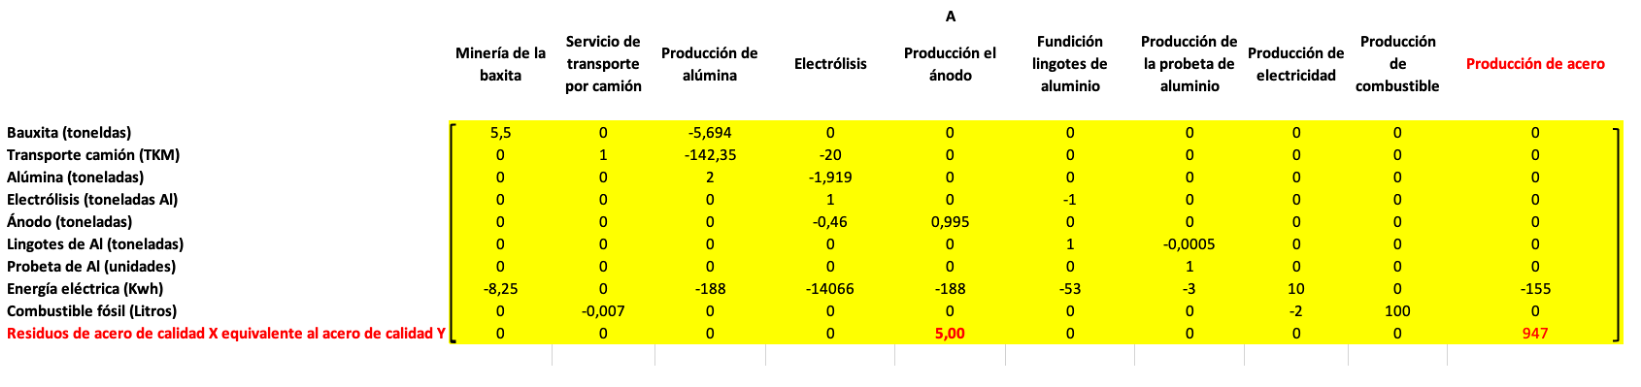 A
Minería de la baxita Servicio de transporte por camión Producción de alúmina Electrólisis Producción el ánodo Fundición lingotes de aluminio Producción de la probeta de aluminio Producción de electricidad Producción de combustible Producción de acero
Bauxita (toneldas) 5,5 0 -5,694 0 0 0 0 0 0 0
Transporte camión (TKM) 0 1 -142,35 -20 0 0 0 0 0 0
Alúmina (toneladas) 0 0 2 -1,919 0 0 0 0 0 0
Electrólisis (toneladas Al) 0 0 0 1 0 -1 0 0 0 0
Ánodo (toneladas) 0 0 0 -0,46 0,995 0 0 0 0 0
Lingotes de Al (toneladas) 0 0 0 0 0 1 -0,0005 0 0 0
Probeta de Al (unidades) 0 0 0 0 0 0 1 0 0 0
Energía eléctrica (Kwh) -8,25 0 -188 -14066 -188 -53 -3 10 0 -155
Combustible fósil (Litros) 0 -0,007 0 0 0 0 0 -2 100 0
Residuos de acero de calidad X equivalente al acero de calidad Y 0 0 0 0 5,00 0 0 0 0 947